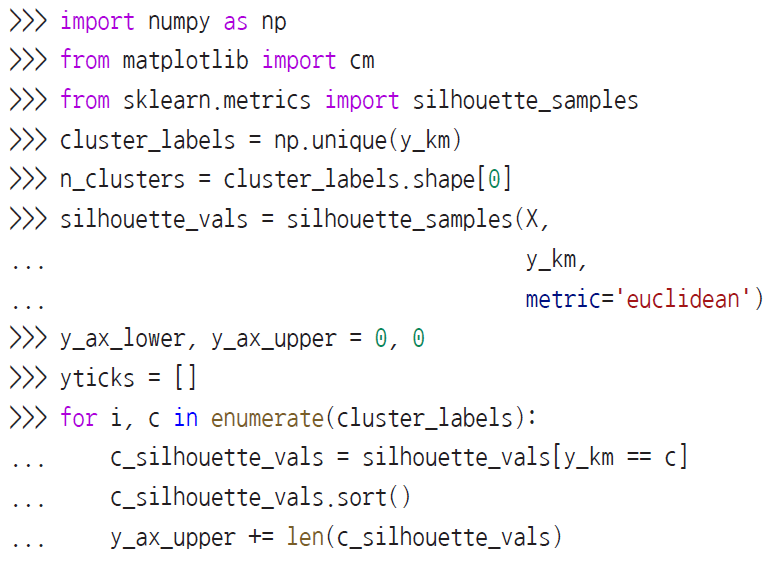 >>> import numpy as np
>>> from matplotlib import cm
>>> from sklearn.metrics import silhouette_samples
>>> cluster_labels = np.unique(y_km)
>>> n_clusters = cluster_labels.shape[0]
>>> silhouette_vals = silhouette_samples(X,
...                                      y_km,
...                                      metric='euclidean')
>>> y_ax_lower, y_ax_upper = 0, 0
>>> yticks = []
>>> for i, c in enumerate(cluster_labels):
...     c_silhouette_vals = silhouette_vals[y_km == c]
...     c_silhouette_vals.sort()
...     y_ax_upper += len(c_silhouette_vals)